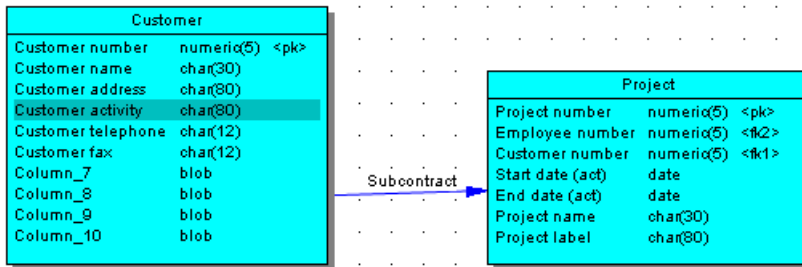 Customer
Customer number numeric(5) <pk>
Customer name char(30)
Customer address char(80)
Customer activity char(80)
Customer telephone char(12)
Customer fax char(12)
Column_7 blob
Column_8 blob
Column_9 blob
Column_10 blob
Subcontract
Project
Project number numeric(5) <pk>
Employee number numeric(5) <fk2>
Customer number numeric(5) <fk1>
Start date (act) date
End date (act) date
Project name char(30)
Project label char(80)